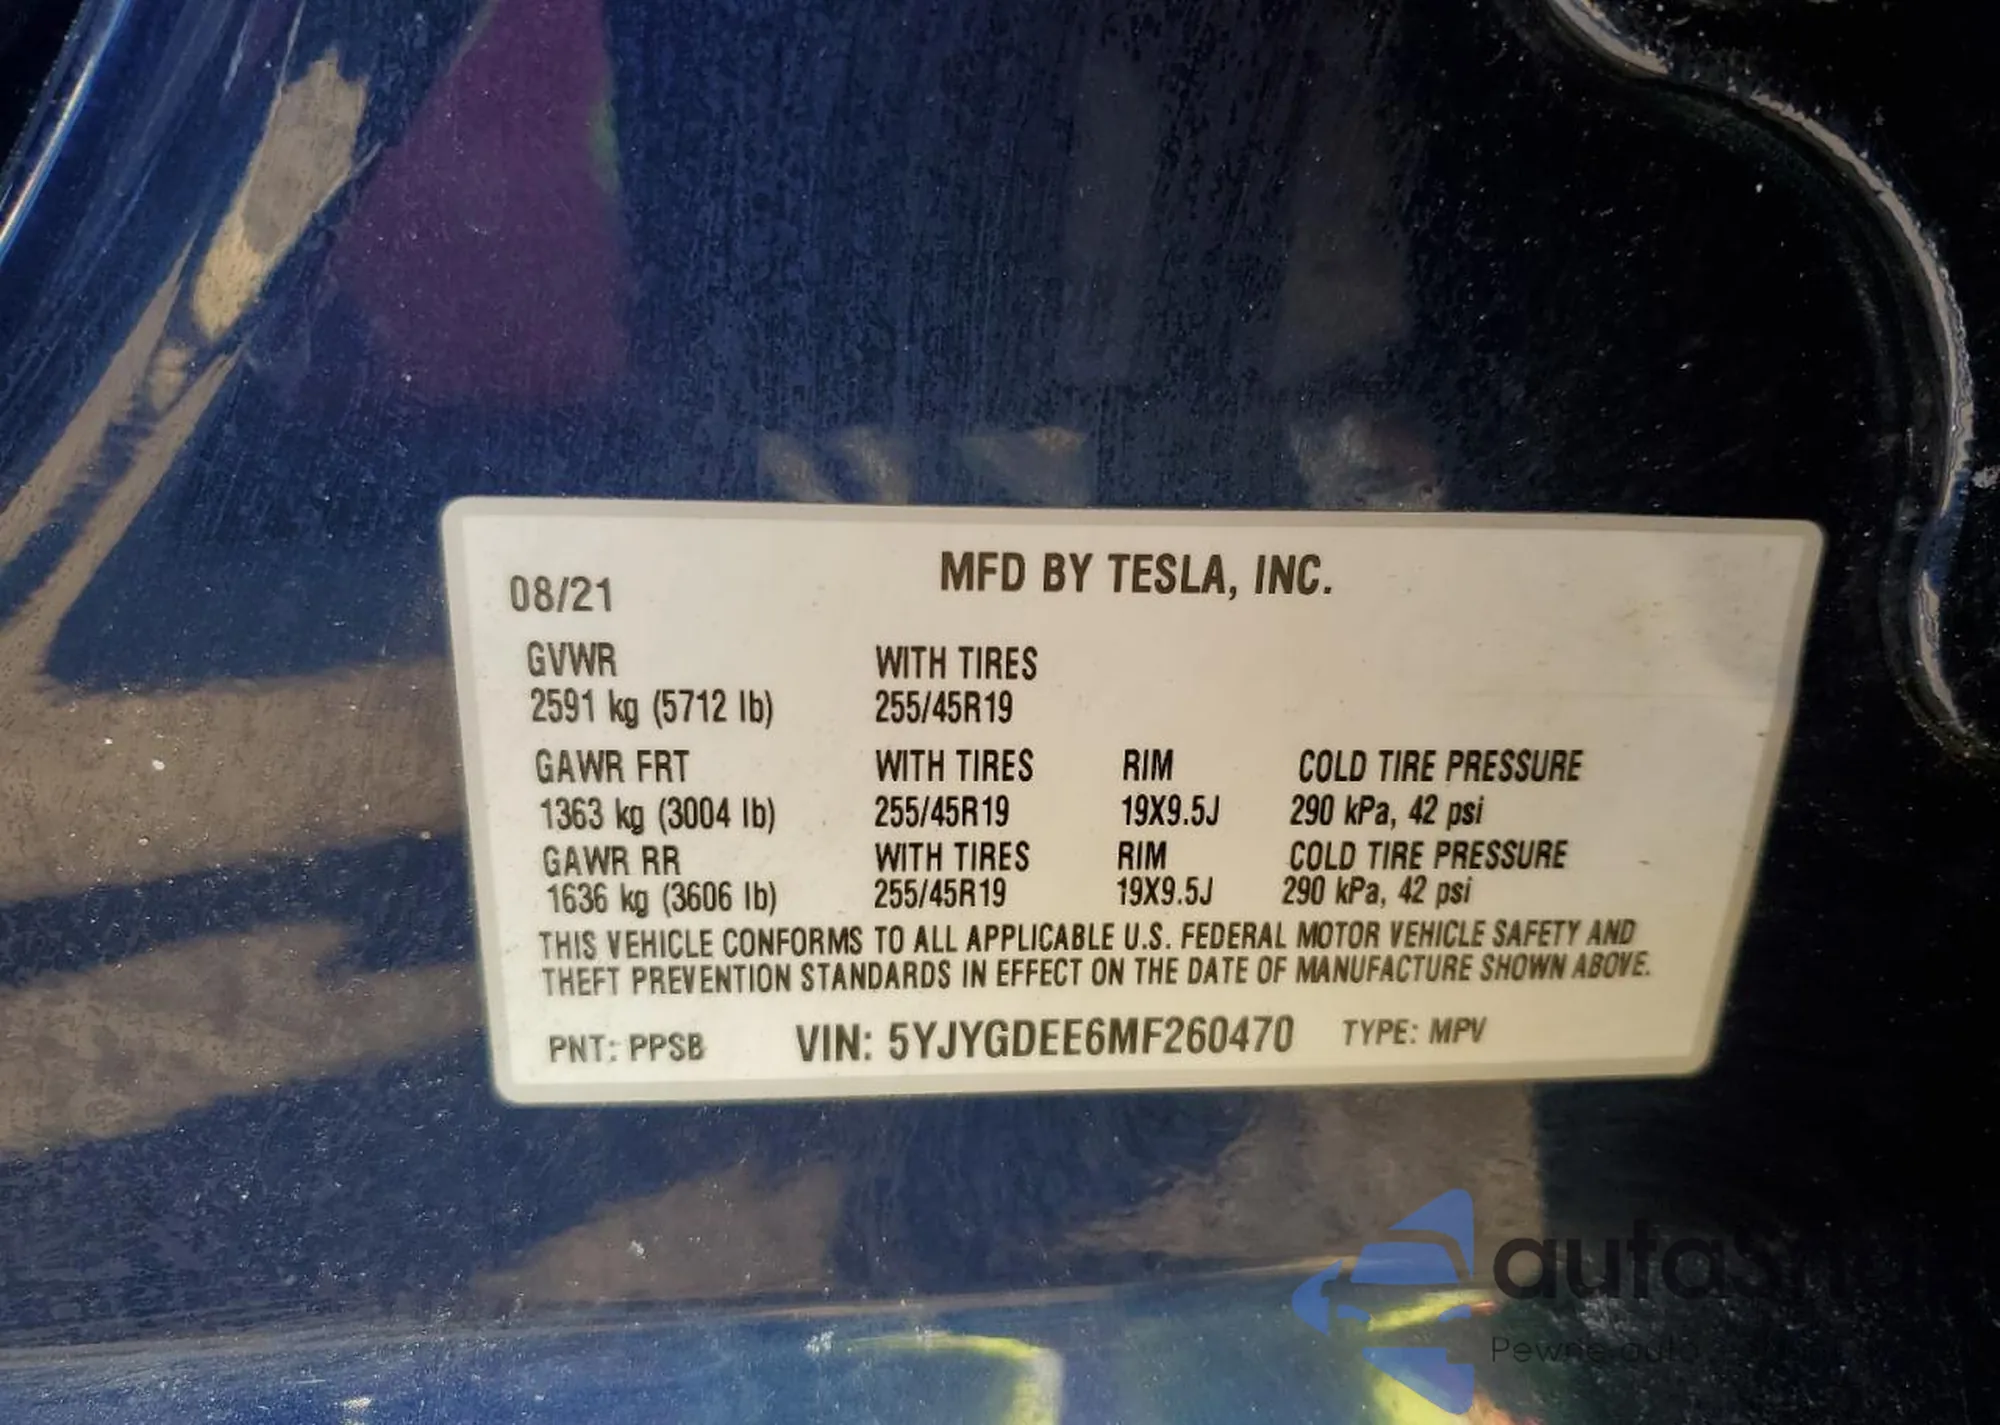 MFD BY TESLA, INC.
08/21
GVWR WITH TIRES
2591 kg (5712 lb) 255/45R19
GAWR FRT WITH TIRES RIM COLD TIRE PRESSURE
1363 kg (3004 lb) 255/45R19 19X9.5J 290 kPa, 42 psi
GAWR RR WITH TIRES RIM COLD TIRE PRESSURE
1636 kg (3606 lb) 255/45R19 19X9.5J 290 kPa, 42 psi
THIS VEHICLE CONFORMS TO ALL APPLICABLE U.S. FEDERAL MOTOR VEHICLE SAFETY AND
THEFT PREVENTION STANDARDS IN EFFECT ON THE DATE OF MANUFACTURE SHOWN ABOVE.
PNT: PPSB VIN: 5YJYGDEE6MF260470 TYPE: MPV
Pewne auto